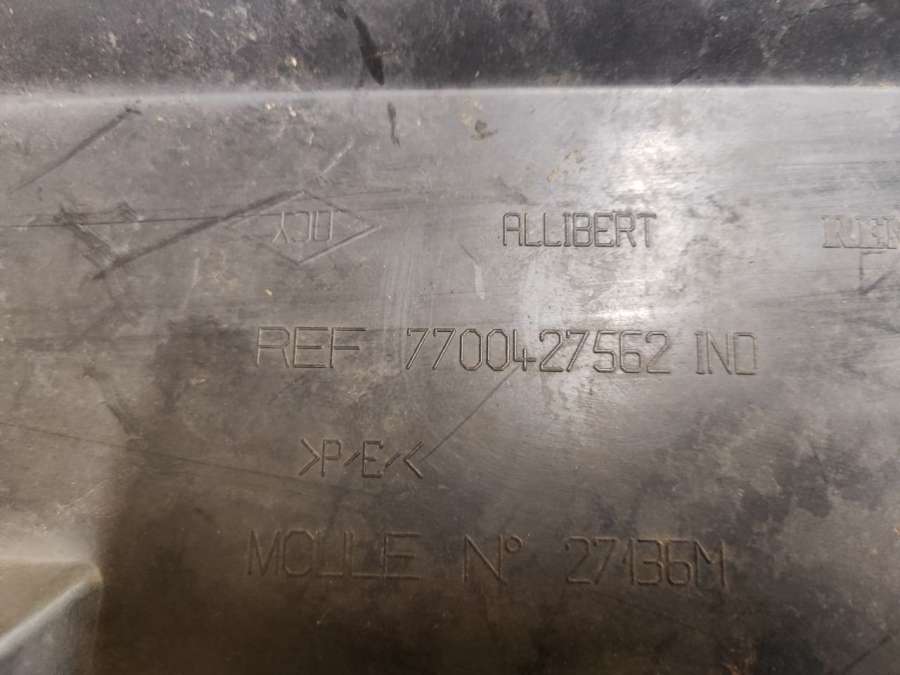 ALLIBERT
REF 7700427562 IND
>P/E/<
MOULE N° 27136M